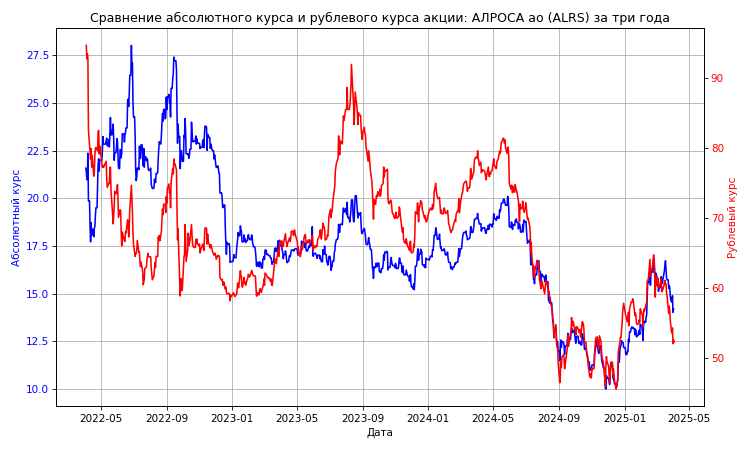 Сравнение абсолютного курса и рублевого курса акции: АЛРОСА ао (ALRS) за три года
27.5
25.0
22.5
20.0
17.5
15.0
12.5
10.0
Абсолютный курс
90
80
70
60
50
Рублевый курс
2022-05 2022-09 2023-01 2023-05 2023-09 2024-01 2024-05 2024-09 2025-01 2025-05
Дата